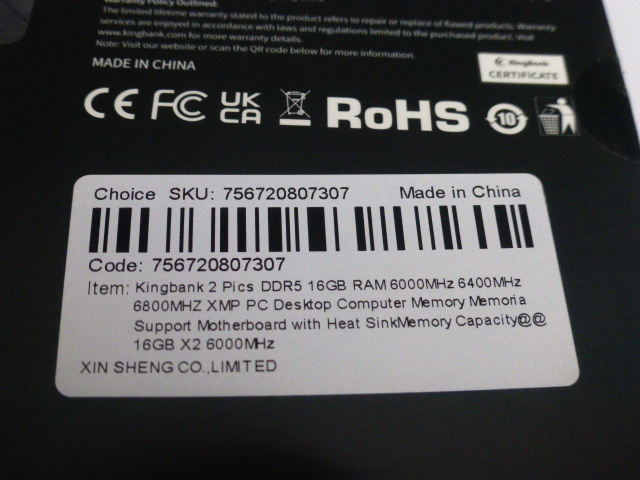 Warranty Policy Outlined:
The limited lifetime warranty stated to the product refers to repair or replace of flawed products. Warranty
services are enjoyed in accordance with laws and regulations limited to the purchased product. Visit
www.kingbank.com for more warranty details.
Note: Visit our website or scan the QR code below for more information.
MADE IN CHINA
KingBank
CERTIFICATE
CE FC UK CA RoHS 10
Choice SKU: 756720807307 Made in China
Code: 756720807307
Item: Kingbank 2 Pics DDR5 16GB RAM 6000MHz 6400MHz
6800MHZ XMP PC Desktop Computer Memory Memoria
Support Motherboard with Heat SinkMemory Capacity@@
16GB X2 6000MHz
XIN SHENG CO.,LIMITED